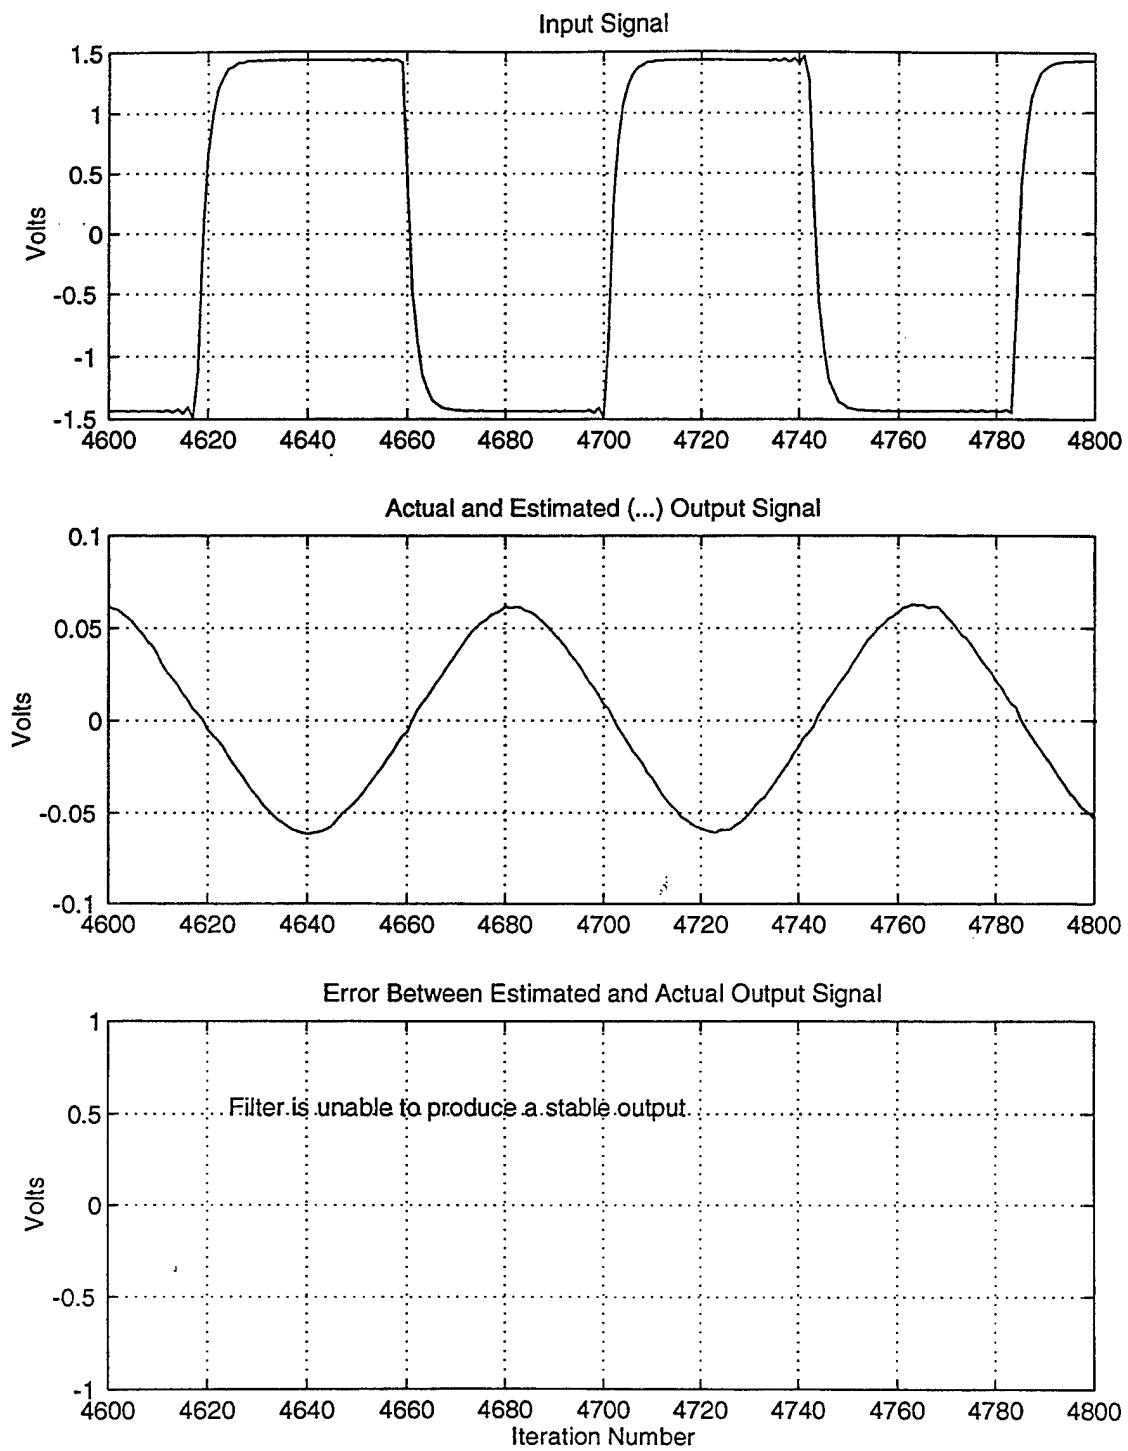 Input Signal
1.5
1
0.5
0
-0.5
-1
-1.5
Volts
4600 4620 4630 4640 4660 4680 4700 4720 4740 4760 4780 4800
Actual and Estimated (...) Output Signal
0.1
0.05
0
-0.05
-0.1
Volts
4600 4620 4640 4660 4680 4700 4720 4740 4760 4780 4800
Error Between Estimated and Actual Output Signal
1
0.5
0
-0.5
-1
Volts
Filter is unable to produce a stable output
4600 4620 4640 4660 4680 4700 4720 4740 4760 4780 4800
Iteration Number